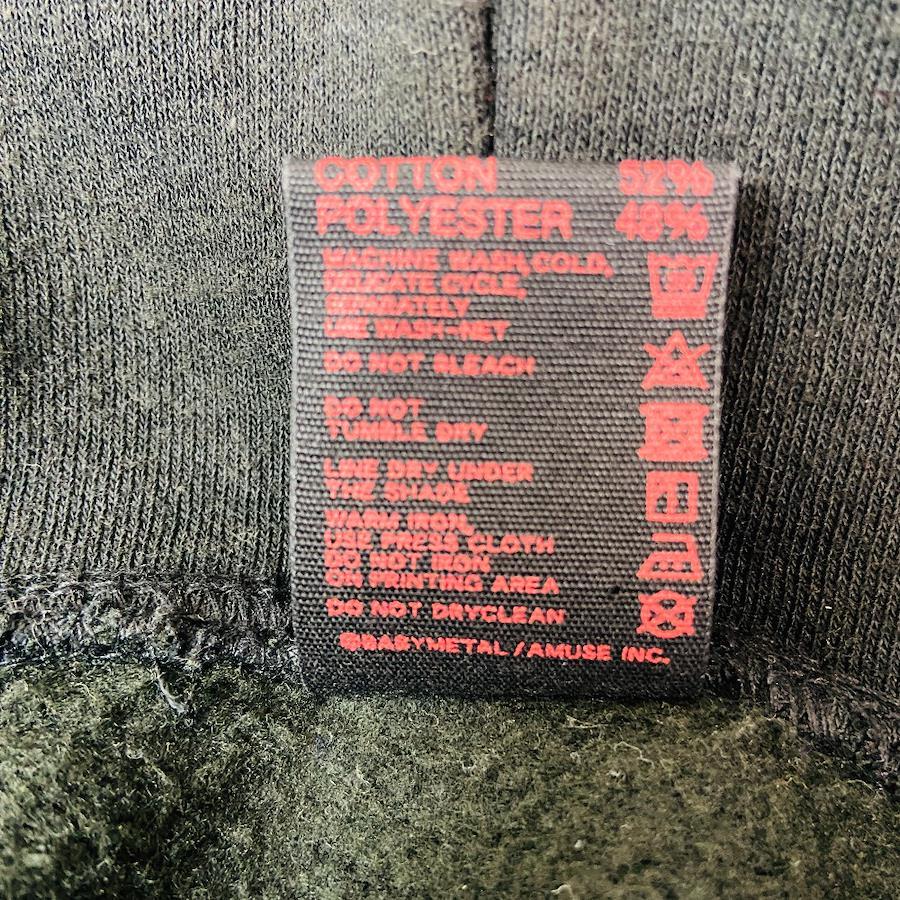 COTTON 52%
POLYESTER 48%
MACHINE WASH,COLD,
DELICATE CYCLE,
SEPARATELY
USE WASH-NET
DO NOT BLEACH
DO NOT
TUMBLE DRY
LINE DRY UNDER
THE SHADE
WARM IRON,
USE PRESS CLOTH
DO NOT IRON
ON PRINTING AREA
DO NOT DRYCLEAN
©BABYMETAL / AMUSE INC.